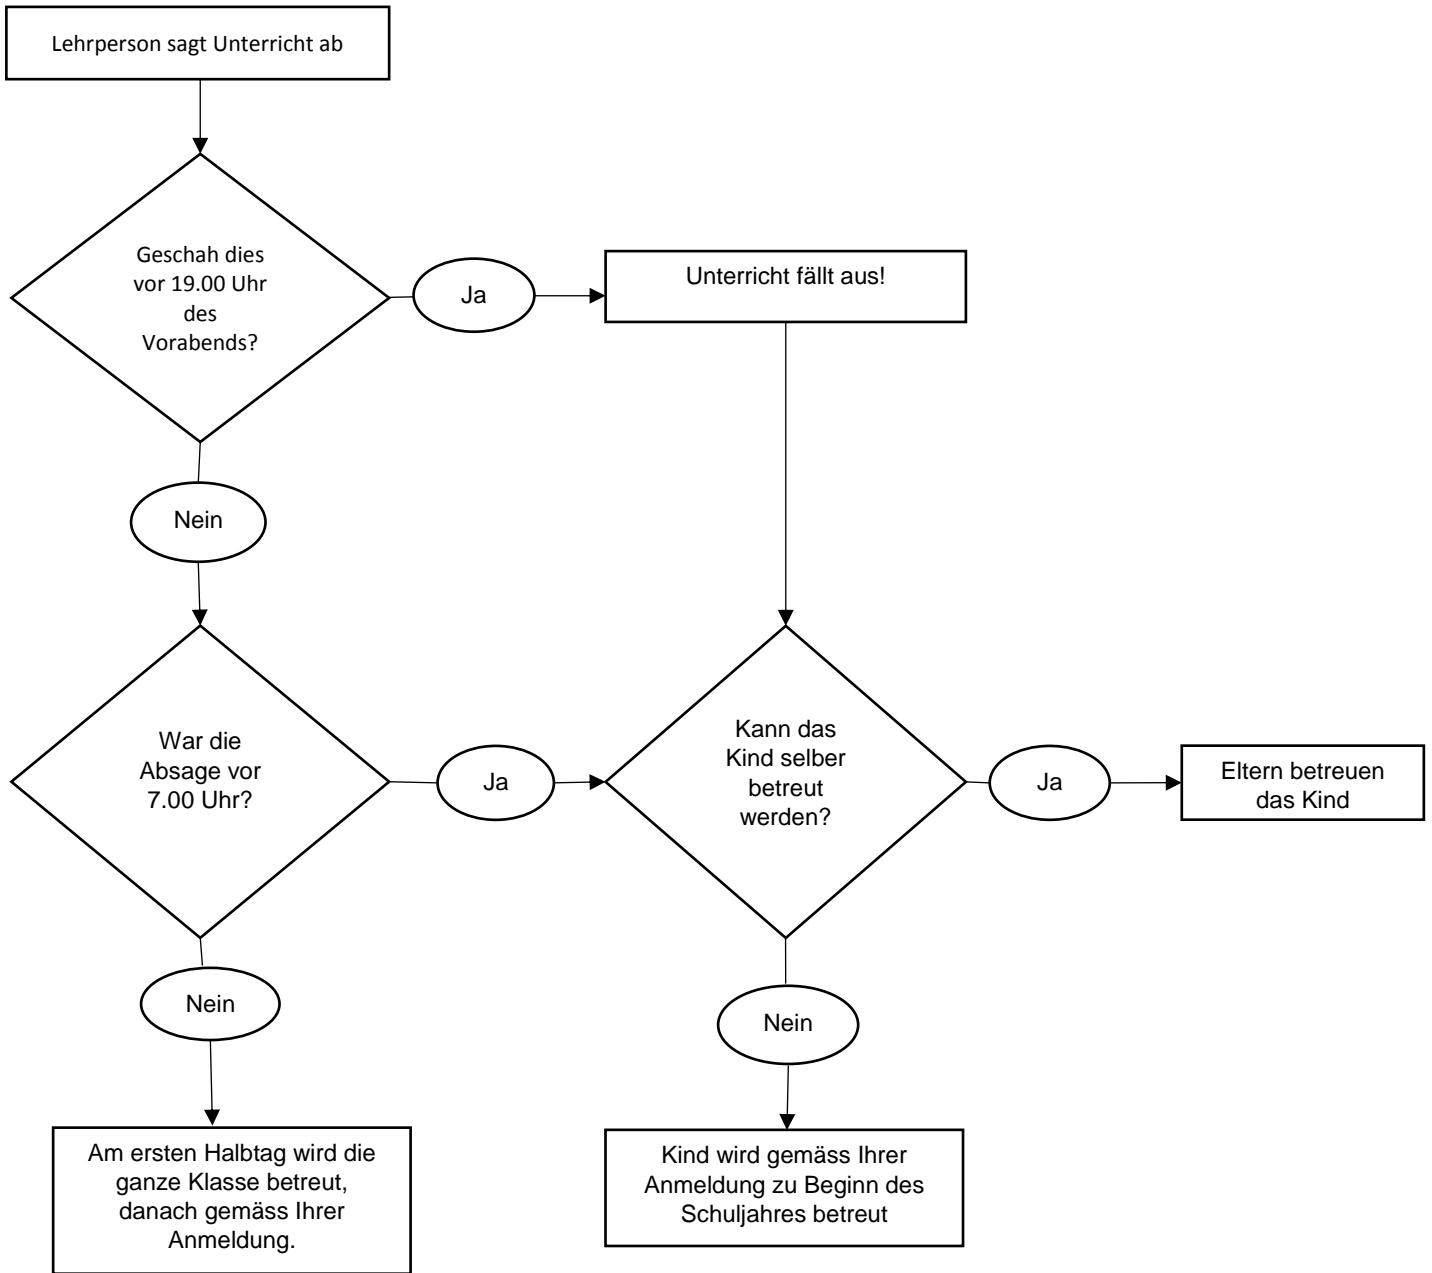 Lehrperson sagt Unterricht ab
Geschah dies
vor 19.00 Uhr
des
Vorabends?
Ja
Unterricht fällt aus!
Nein
War die
Absage vor
7.00 Uhr?
Ja
Kann das
Kind selber
betreut
werden?
Ja
Eltern betreuen
das Kind
Nein
Nein
Am ersten Halbtag wird die
ganze Klasse betreut,
danach gemäss Ihrer
Anmeldung.
Kind wird gemäss Ihrer
Anmeldung zu Beginn des
Schuljahres betreut